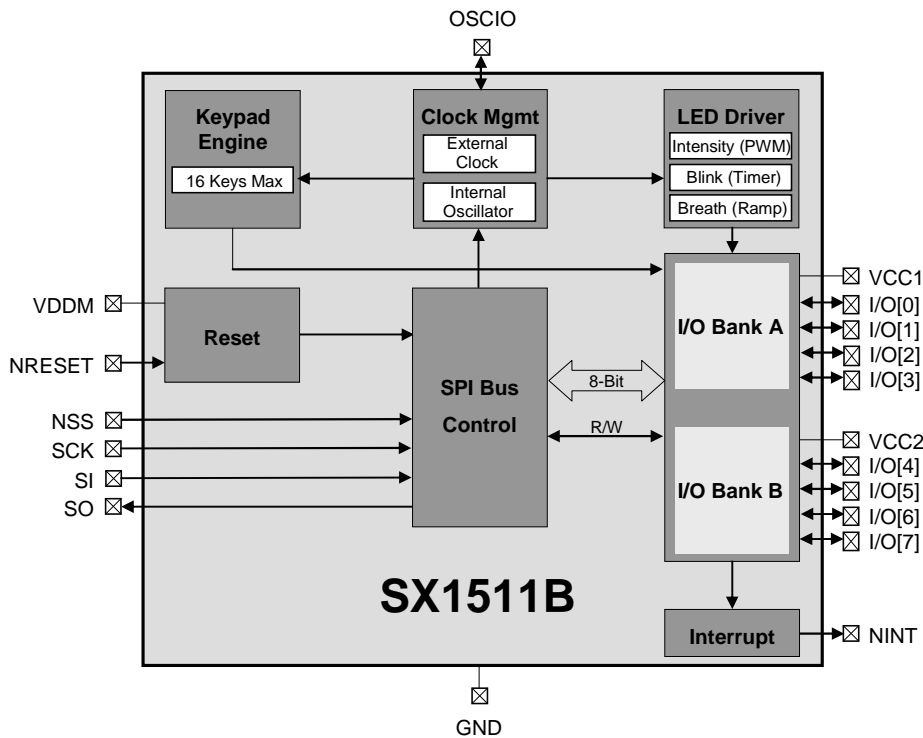 OSCIO
Keypad
Engine
16 Keys Max
Clock Mgmt
External
Clock
Internal
Oscillator
LED Driver
Intensity (PWM)
Blink (Timer)
Breath (Ramp)
VDDM
NRESET
Reset
NSS
SCK
SI
SO
SPI Bus
Control
8-Bit
R/W
I/O Bank A
VCC1
I/O[0]
I/O[1]
I/O[2]
I/O[3]
I/O Bank B
VCC2
I/O[4]
I/O[5]
I/O[6]
I/O[7]
SX1511B
Interrupt
NINT
GND